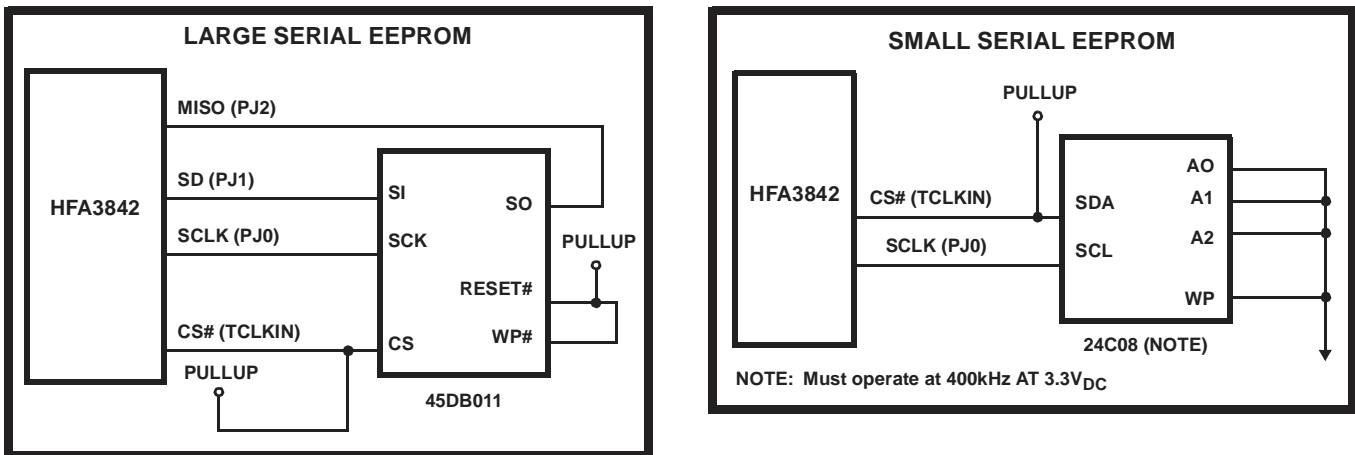 LARGE SERIAL EEPROM
HFA3842
MISO (PJ2)
SD (PJ1)
SCLK (PJ0)
CS# (TCLKIN)
PULLUP
SI
SCK
CS
SO
RESET#
WP#
PULLUP
45DB011
SMALL SERIAL EEPROM
HFA3842
PULLUP
CS# (TCLKIN)
SCLK (PJ0)
SDA
SCL
AO
A1
A2
WP
24C08 (NOTE)
NOTE: Must operate at 400kHz AT 3.3VDC